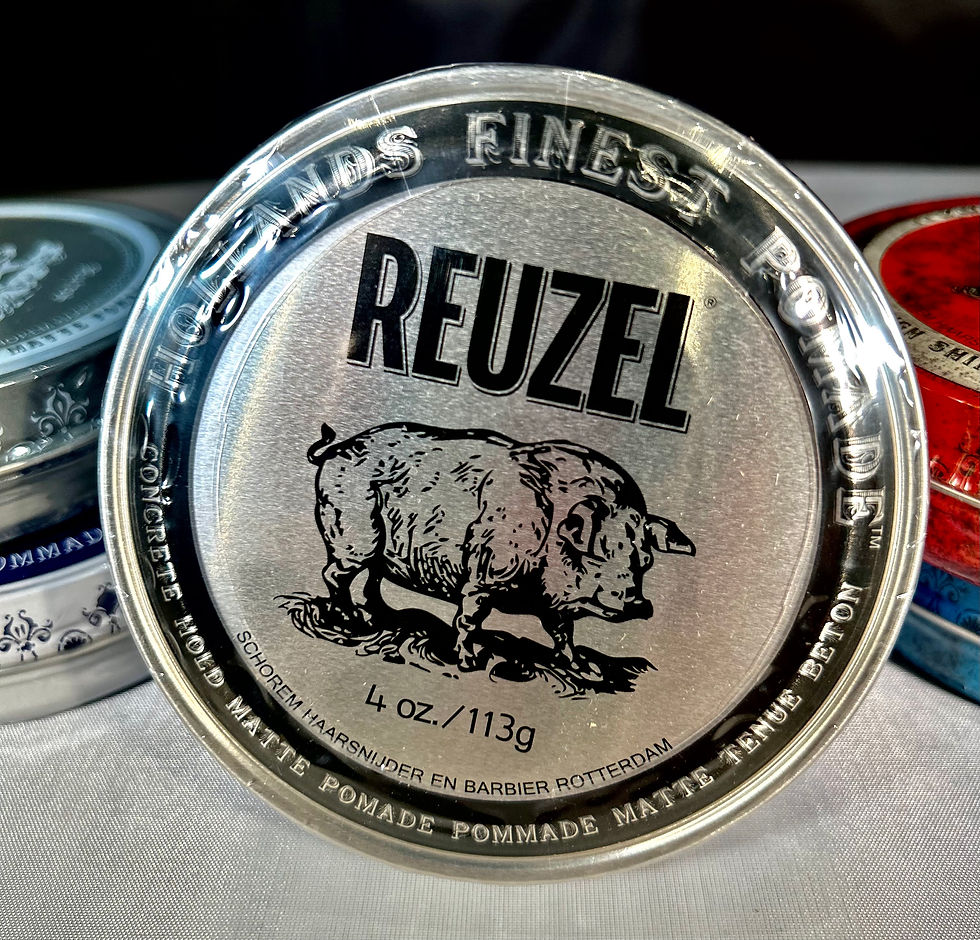 HOLLANDS FINEST POMADE™
REUZEL®
4 oz./113g
SCHOREM HAARSNIJDER EN BARBIER ROTTERDAM
CONCRETE HOLD MATTE POMADE POMMADE MATTE TENUE BETON